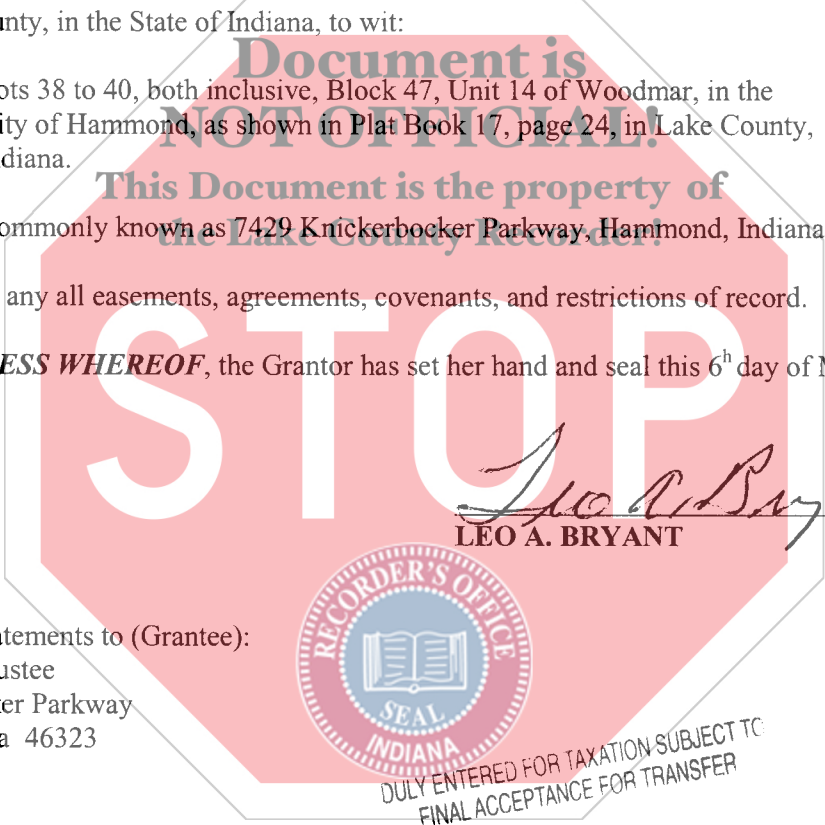 unty, in the State of Indiana, to wit:
Document is
ots 38 to 40, both inclusive, Block 47, Unit 14 of Woodmar, in the
NOT OFFICIAL!
ity of Hammond, as shown in Plat Book 17, page 24, in Lake County,
diana.
This Document is the property of
ommonly known as 7429 Knickerbocker Parkway, Hammond, Indiana
the Lake County Recorder!
any all easements, agreements, covenants, and restrictions of record.
STOP
ESS WHEREOF, the Grantor has set her hand and seal this 6h day of M
Leo A. Bry
LEO A. BRYANT
RECORDER'S OFFICE
SEAL
INDIANA
atements to (Grantee):
ustee
er Parkway
a 46323
DULY ENTERED FOR TAXATION SUBJECT TO
FINAL ACCEPTANCE FOR TRANSFER